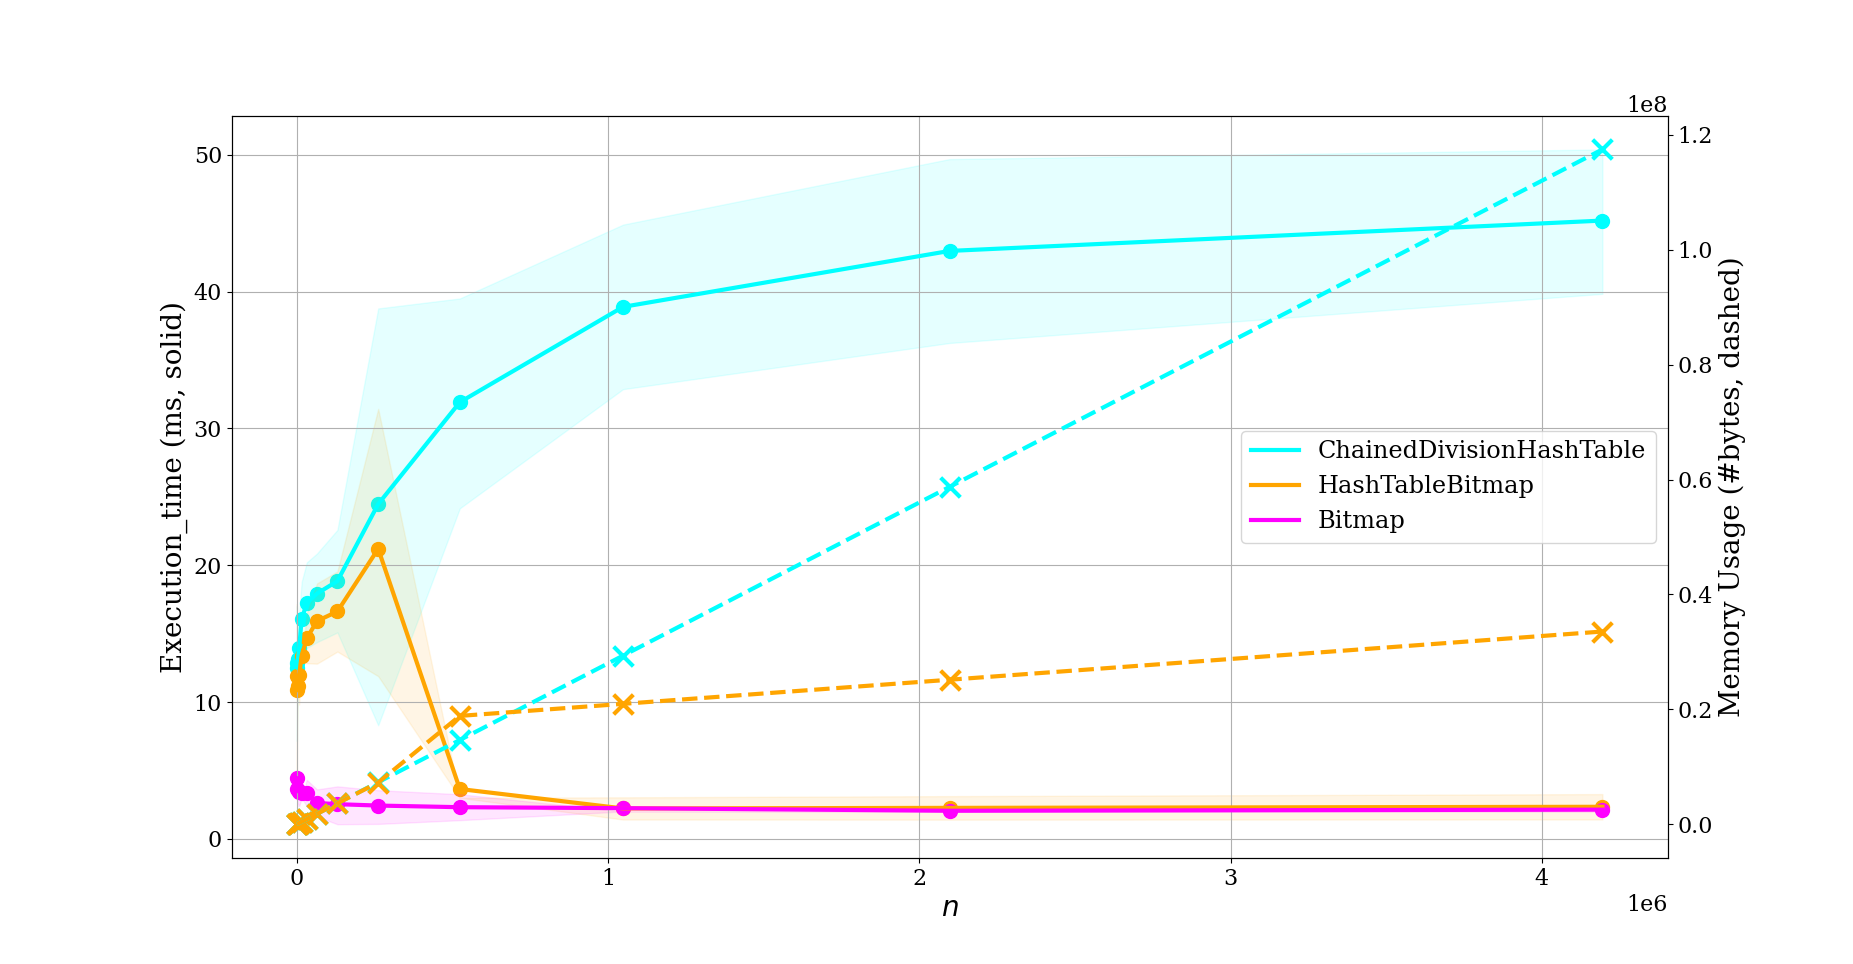 1e8
Execution_time (ms, solid)
50
40
30
20
10
0
1.2
1.0
0.8
0.6
0.4
0.2
0.0
Memory Usage (#bytes, dashed)
ChainedDivisionHashTable
HashTableBitmap
Bitmap
0 1 2 3 4
n
1e6